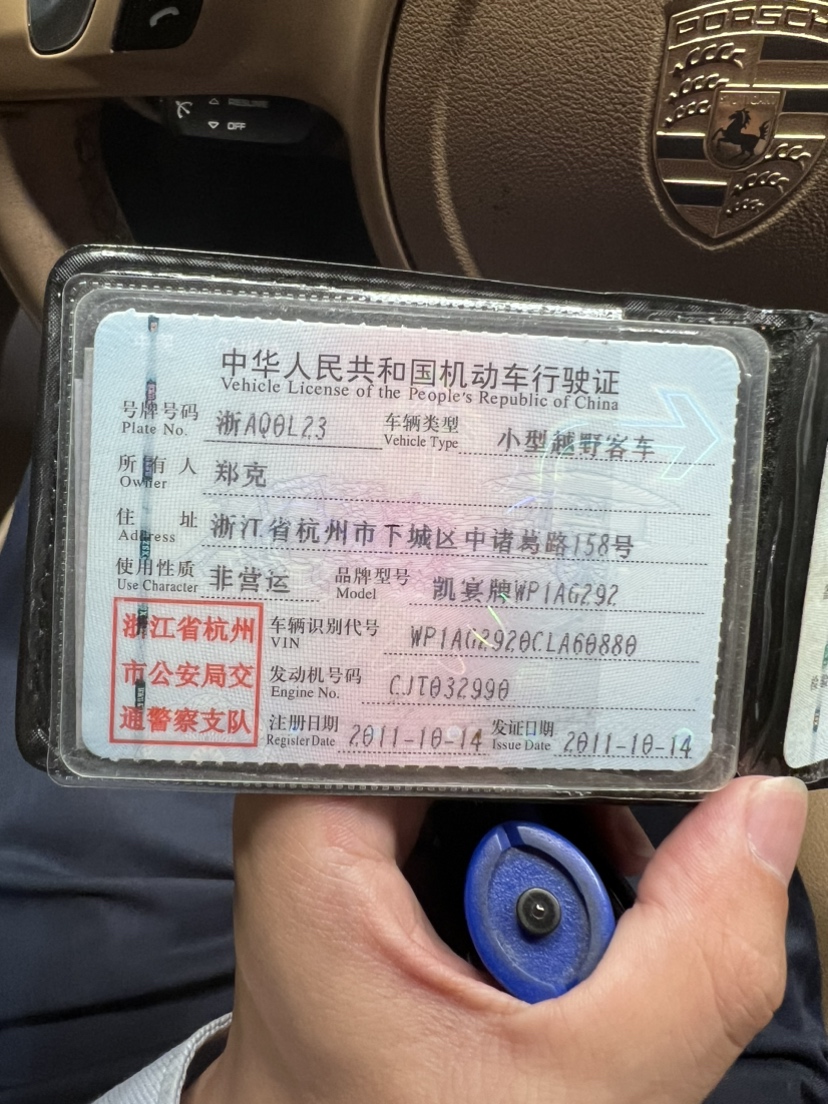 PORSCHE
RESUME
OFF
中华人民共和国机动车行驶证
Vehicle License of the People's Republic of China
号牌号码 浙AQ0L23 车辆类型 小型越野客车
Plate No. Vehicle Type
所有人 郑克
Owner
住址 浙江省杭州市下城区中诸葛路158号
Address
使用性质 非营运 品牌型号 凯宴牌WP1AG292
Use Character Model
浙江省杭州
市公安局交
通警察支队
车辆识别代号 WP1AG2920CLA60880
VIN
发动机号码 CJT032990
Engine No.
注册日期 2011-10-14 发证日期 2011-10-14
Register Date Issue Date